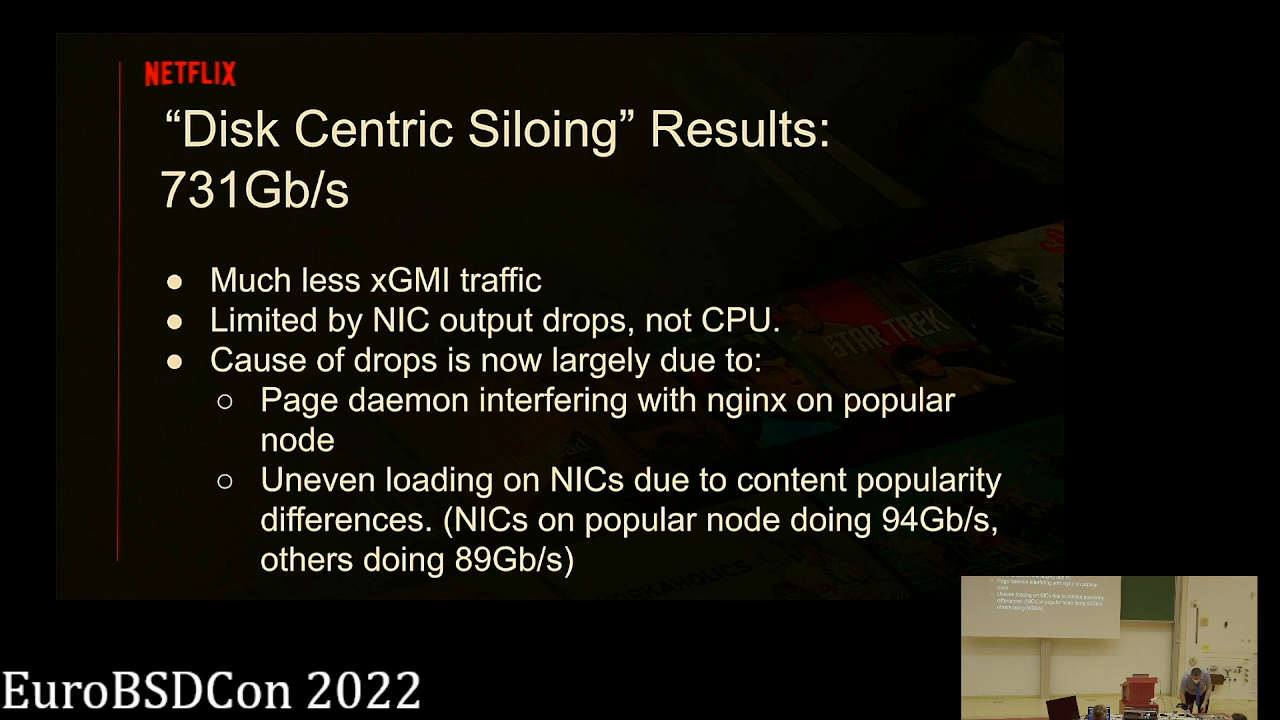 NETFLIX
“Disk Centric Siloing” Results:
731Gb/s
● Much less xGMI traffic
● Limited by NIC output drops, not CPU.
● Cause of drops is now largely due to:
○ Page daemon interfering with nginx on popular
node
○ Uneven loading on NICs due to content popularity
differences. (NICs on popular node doing 94Gb/s,
others doing 89Gb/s)
STAR TREK
EuroBSDCon 2022